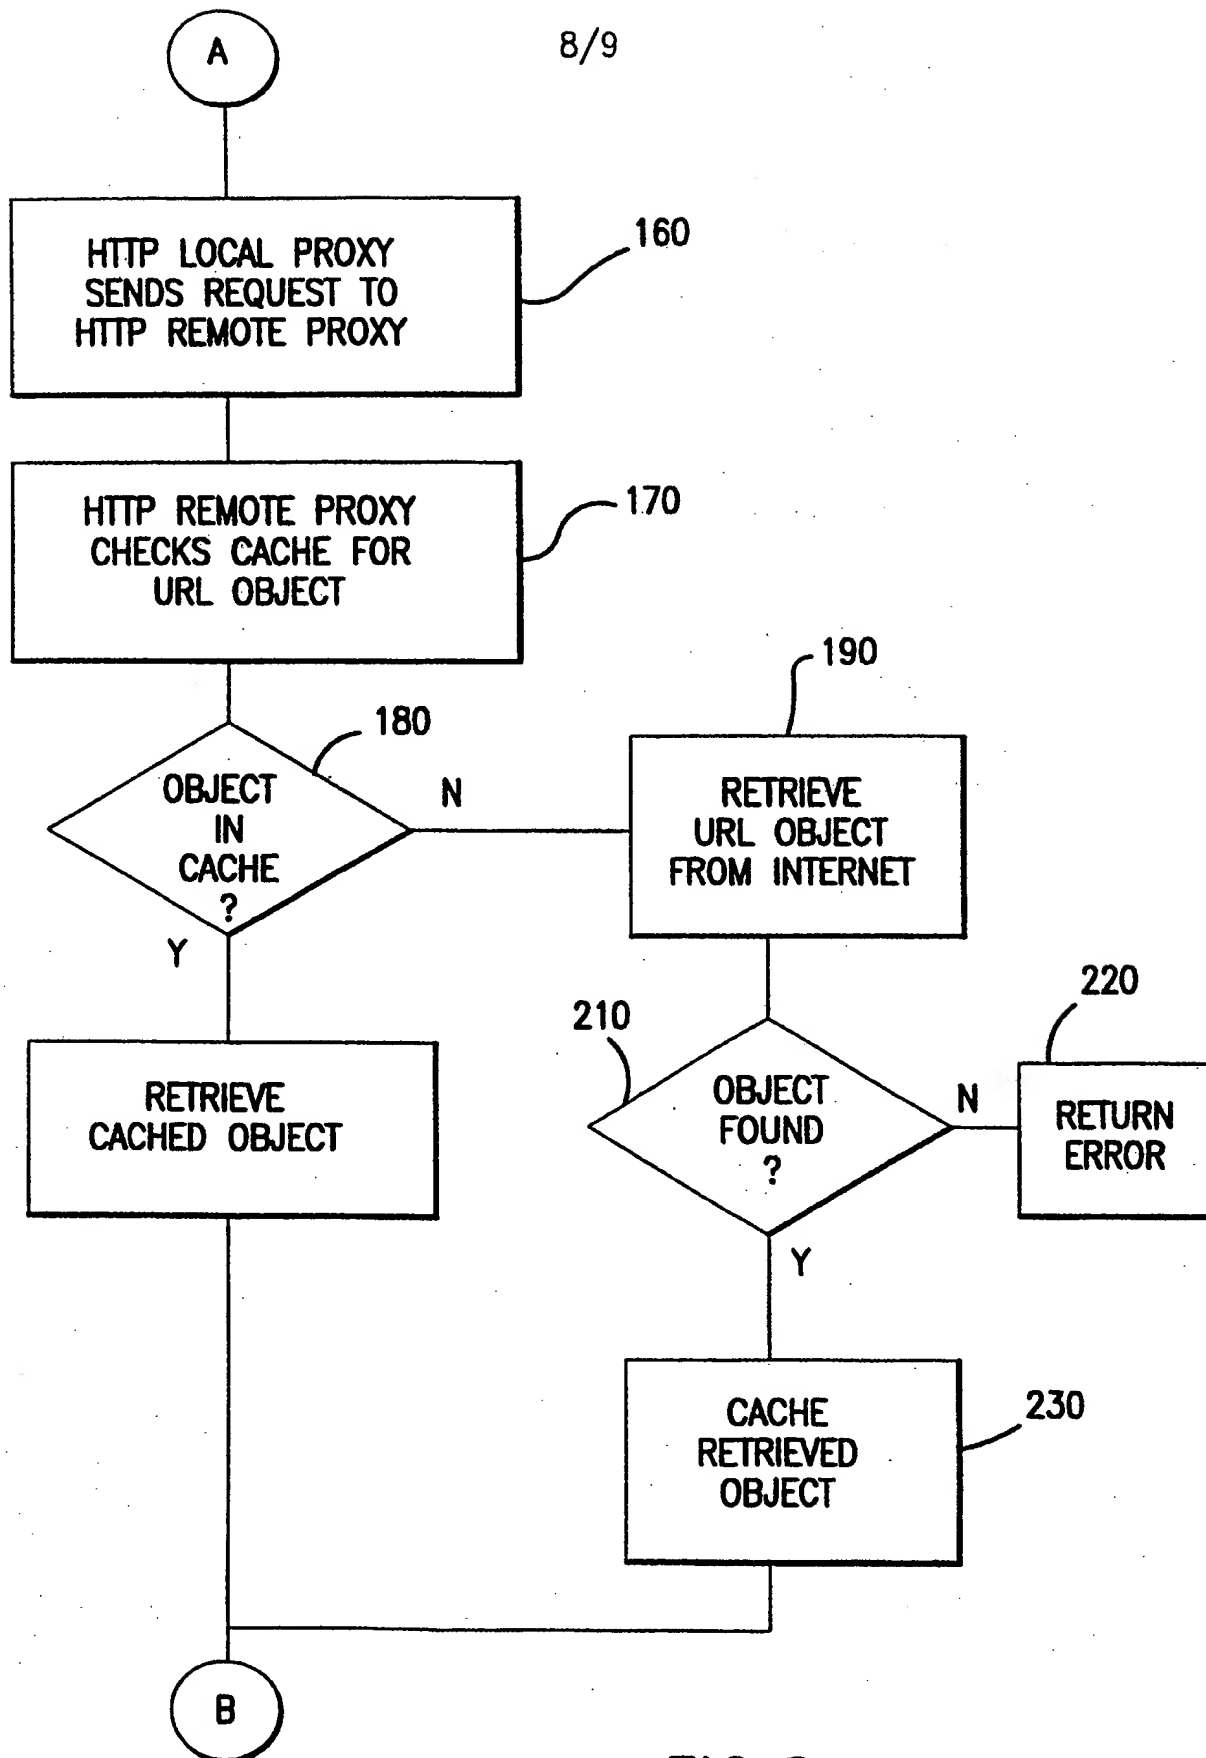 8/9
A
HTTP LOCAL PROXY
SENDS REQUEST TO
HTTP REMOTE PROXY
160
HTTP REMOTE PROXY
CHECKS CACHE FOR
URL OBJECT
170
180
OBJECT
IN
CACHE
?
N
Y
190
RETRIEVE
URL OBJECT
FROM INTERNET
RETRIEVE
CACHED OBJECT
210
OBJECT
FOUND
?
N
Y
220
RETURN
ERROR
CACHE
RETRIEVED
OBJECT
230
B